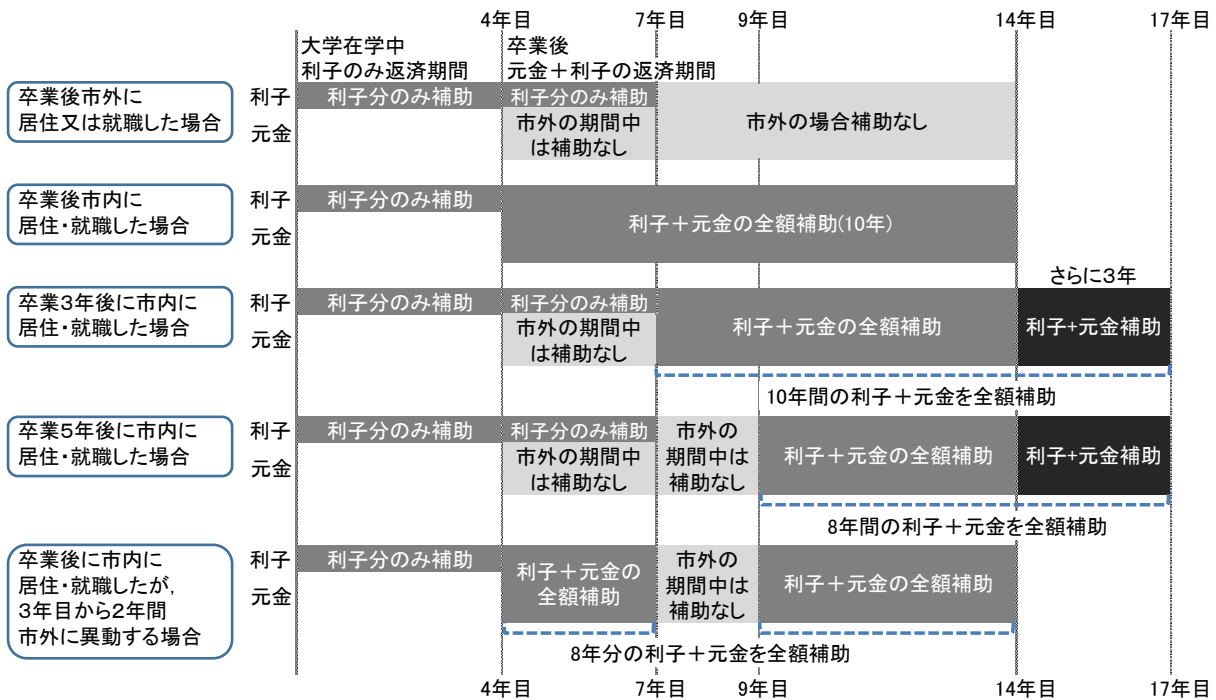 4年目
7年目
9年目
14年目
17年目
大学在学中
利子のみ返済期間
卒業後
元金＋利子の返済期間
卒業後市外に
居住又は就職した場合
利子
元金
利子分のみ補助
利子分のみ補助
市外の期間中
は補助なし
市外の場合補助なし
卒業後市内に
居住・就職した場合
利子
元金
利子分のみ補助
利子＋元金の全額補助(10年)
さらに３年
卒業３年後に市内に
居住・就職した場合
利子
元金
利子分のみ補助
利子分のみ補助
市外の期間中
は補助なし
利子＋元金の全額補助
利子+元金補助
10年間の利子＋元金を全額補助
卒業５年後に市内に
居住・就職した場合
利子
元金
利子分のみ補助
利子分のみ補助
市外の期間中
は補助なし
市外の
期間中は
補助なし
利子＋元金の全額補助
利子+元金補助
8年間の利子＋元金を全額補助
卒業後に市内に
居住・就職したが,
３年目から２年間
市外に異動する場合
利子
元金
利子分のみ補助
利子＋元金の
全額補助
市外の
期間中は
補助なし
利子＋元金の全額補助
8年分の利子＋元金を全額補助
4年目
7年目
9年目
14年目
17年目